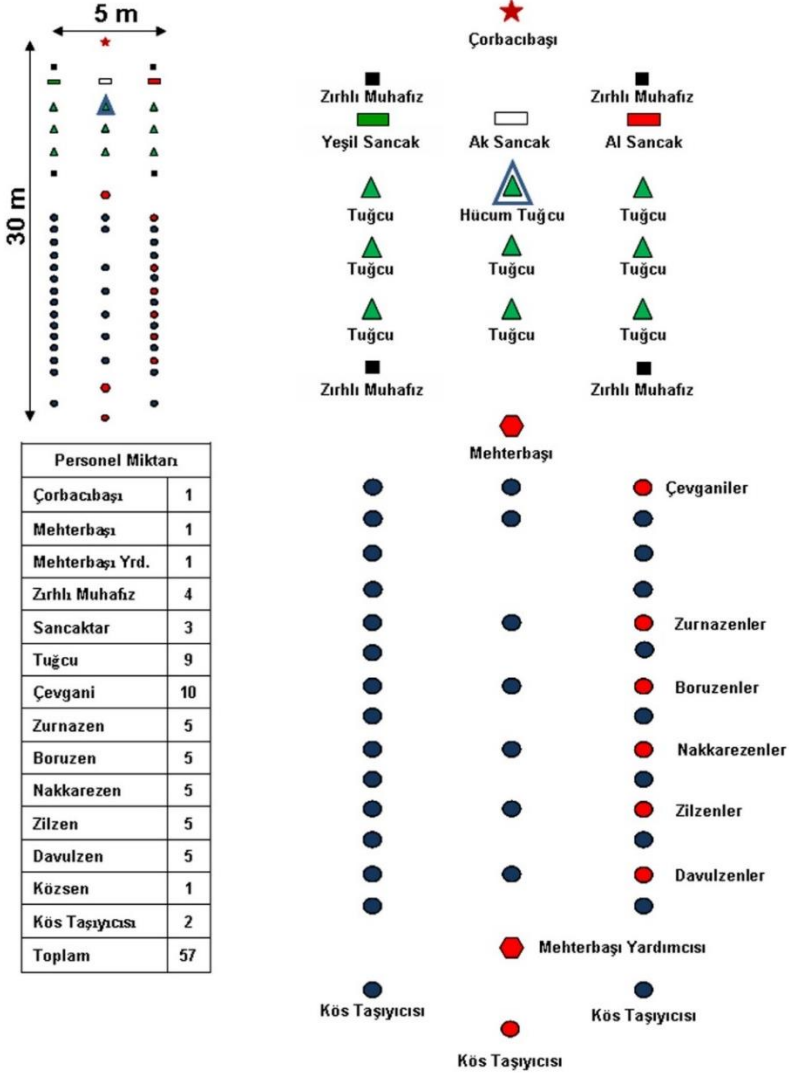 5 m
30 m
Çorbacıbaşı
Zırhlı Muhafız Zırhlı Muhafız
Yeşil Sancak Ak Sancak Al Sancak
Tuğcu Hücum Tuğcu Tuğcu
Tuğcu Tuğcu Tuğcu
Tuğcu Tuğcu Tuğcu
Zırhlı Muhafız Zırhlı Muhafız
Mehterbaşı
Çevganiler
Zurnazenler
Boruzenler
Nakkarezenler
Zilzenler
Davulzenler
Mehterbaşı Yardımcısı
Kös Taşıyıcısı Kös Taşıyıcısı
Kös Taşıyıcısı
Personel Miktarı
Çorbacıbaşı 1
Mehterbaşı 1
Mehterbaşı Yrd. 1
Zırhlı Muhafız 4
Sancaktar 3
Tuğcu 9
Çevgani 10
Zurnazen 5
Boruzen 5
Nakkarezen 5
Zilzen 5
Davulzen 5
Közsen 1
Kös Taşıyıcısı 2
Toplam 57